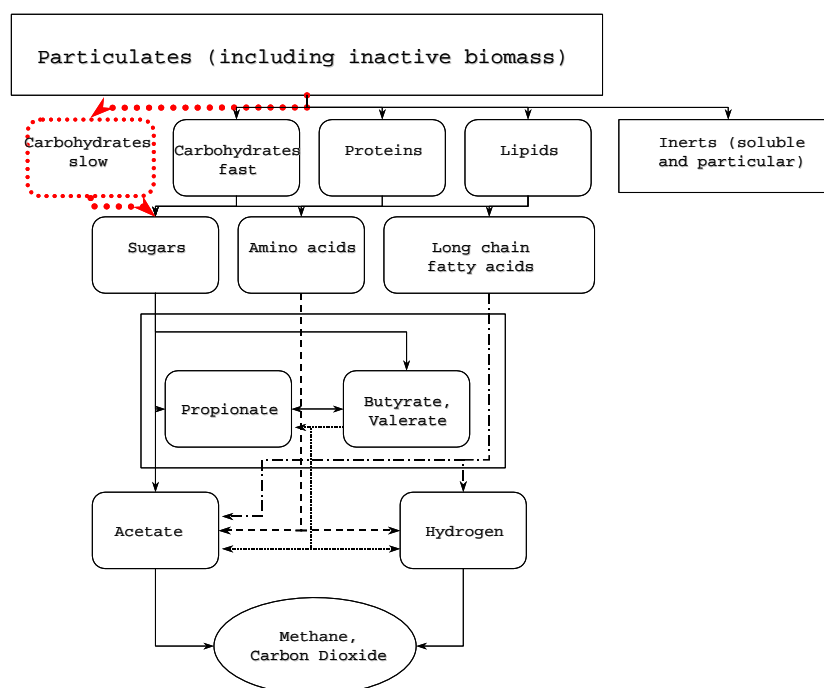 Particulates (including inactive biomass)
Carbohydrates
slow
Carbohydrates
fast
Proteins
Lipids
Inerts (soluble
and particular)
Sugars
Amino acids
Long chain
fatty acids
Propionate
Butyrate,
Valerate
Acetate
Hydrogen
Methane,
Carbon Dioxide